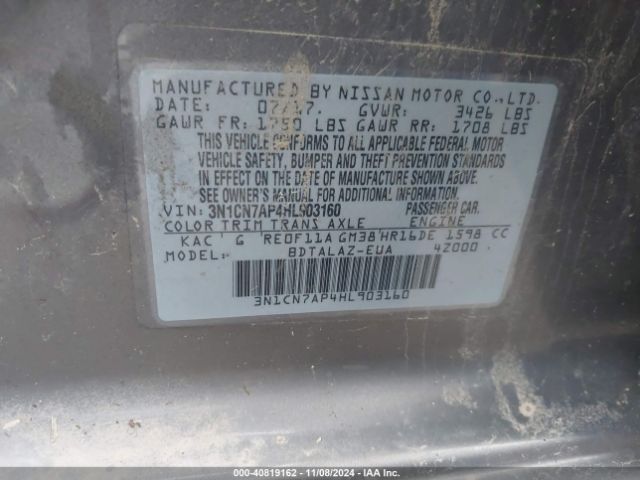 MANUFACTURED BY NISSAN MOTOR CO.,LTD.
DATE: 07/17. GVWR: 3426 LBS
GAWR FR: 1750 LBS GAWR RR: 1708 LBS
THIS VEHICLE CONFORMS TO ALL APPLICABLE FEDERAL MOTOR
VEHICLE SAFETY, BUMPER AND THEFT PREVENTION STANDARDS
IN EFFECT ON THE DATE OF MANUFACTURE SHOWN ABOVE.
SEE OWNER'S MANUAL FOR ADDITIONAL INFORMATION.
VIN: 3N1CN7AP4HL903160 PASSENGER CAR.
COLOR TRIM TRANS AXLE ENGINE
KAC G RE0F11A GM38 HR16DE 1598 CC
MODEL: BDTALAZ-EUA 42000
3N1CN7AP4HL903160
000-40819162 - 11/08/2024 - IAA Inc.